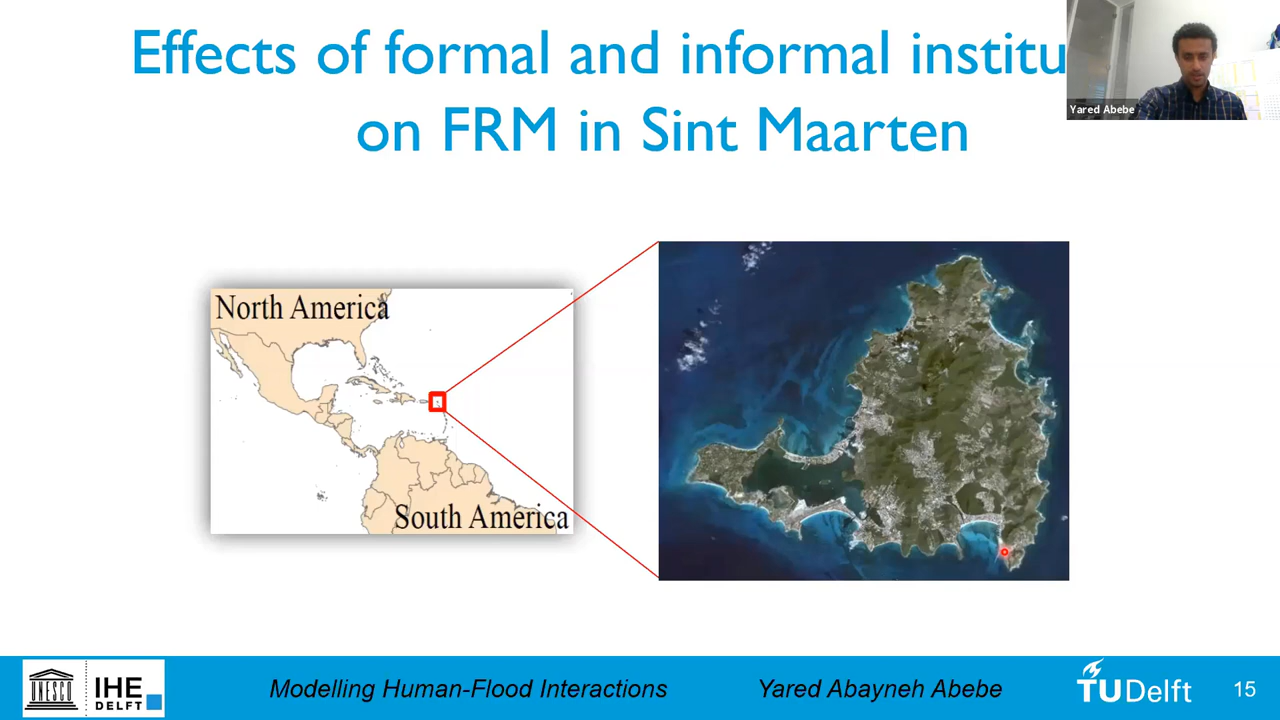 Effects of formal and informal institu
on FRM in Sint Maarten
Yared Abebe
North America
South America
UNESCO
IHE
DELFT
Modelling Human-Flood Interactions
Yared Abayneh Abebe
TUDelft
15